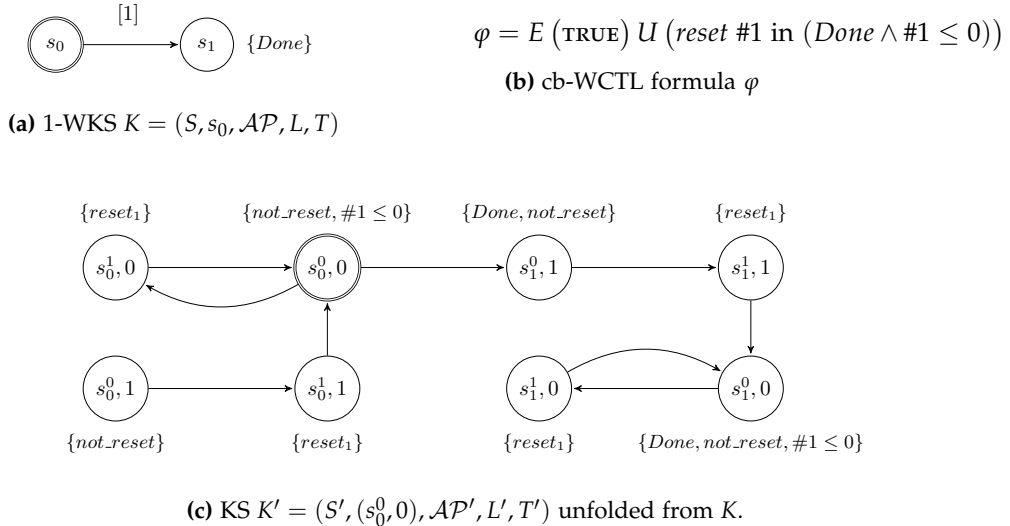 [1]
s₀ s₁ {Done}
φ = E (TRUE) U (reset #1 in (Done ∧ #1 ≤ 0))
(b) cb-WCTL formula φ
(a) 1-WKS K = (S, s₀, 𝒜𝒫, L, T)
{reset₁} {not_reset, #1 ≤ 0} {Done, not_reset} {reset₁}
s₀¹, 0 s₀⁰, 0 s₁⁰, 1 s₁¹, 1
s₀⁰, 1 s₀¹, 1 s₁¹, 0 s₁⁰, 0
{not_reset} {reset₁} {reset₁} {Done, not_reset, #1 ≤ 0}
(c) KS K′ = (S′, (s₀⁰, 0), 𝒜𝒫′, L′, T′) unfolded from K.